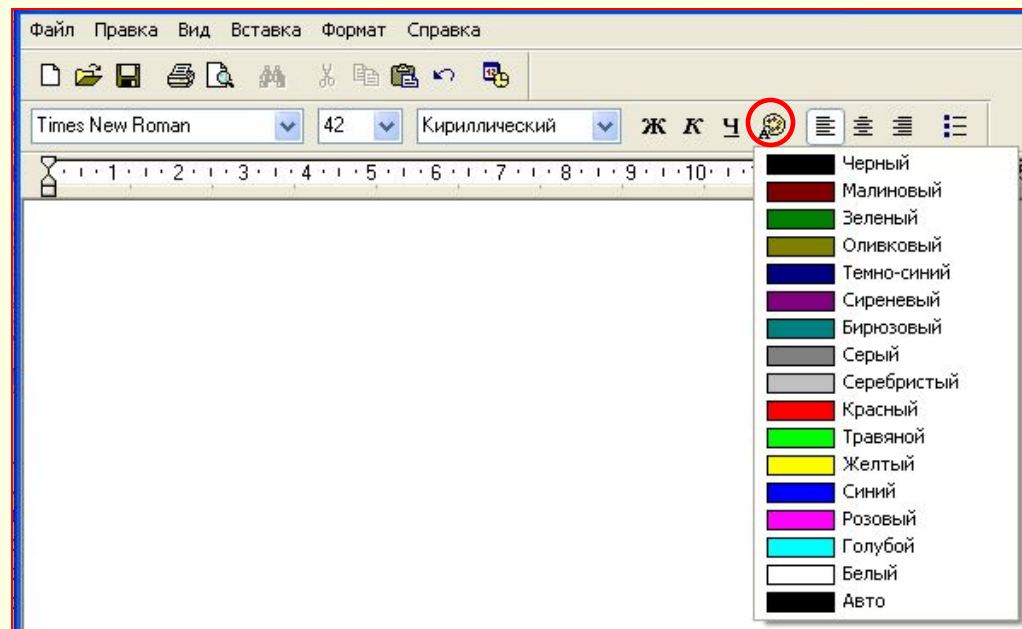 Файл Правка Вид Вставка Формат Справка
Times New Roman 42 Кириллический Ж К Ч
1 2 3 4 5 6 7 8 9 10
Черный
Малиновый
Зеленый
Оливковый
Темно-синий
Сиреневый
Бирюзовый
Серый
Серебристый
Красный
Травяной
Желтый
Синий
Розовый
Голубой
Белый
Авто